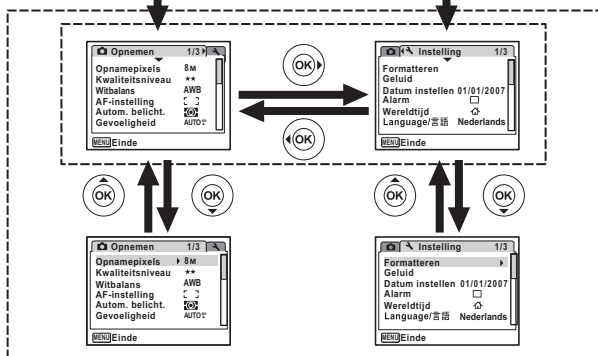 Opnemen 1/3
Opnamepixels 8M
Kwaliteitsniveau ★★
Witbalans AWB
AF-instelling
Autom. belicht.
Gevoeligheid AUTO
MENU Einde
OK
OK
Instelling 1/3
Formatteren
Geluid
Datum instellen 01/01/2007
Alarm
Wereldtijd
Language/言語 Nederlands
MENU Einde
OK
OK
OK
OK
Opnemen 1/3
Opnamepixels 8M
Kwaliteitsniveau ★★
Witbalans AWB
AF-instelling
Autom. belicht.
Gevoeligheid AUTO
MENU Einde
Instelling 1/3
Formatteren
Geluid
Datum instellen 01/01/2007
Alarm
Wereldtijd
Language/言語 Nederlands
MENU Einde